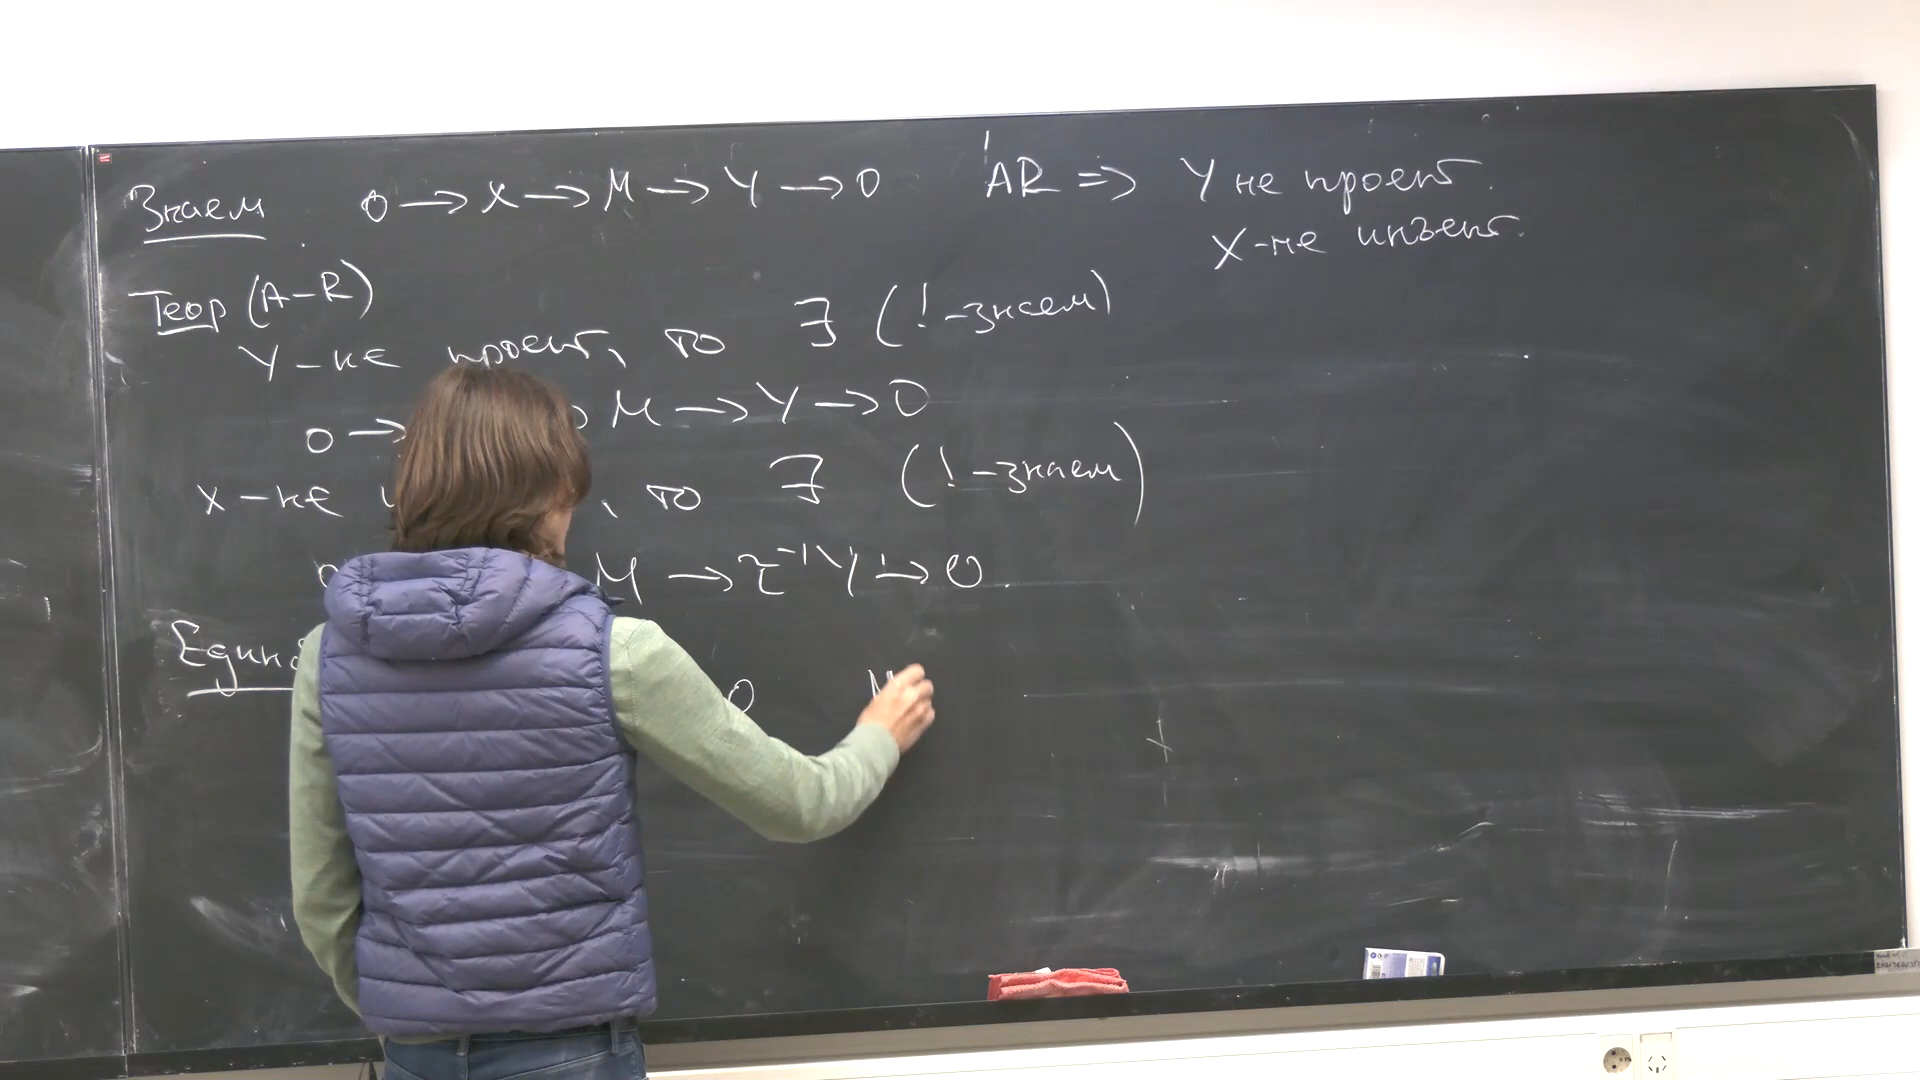 Знаем 0 → X → M → Y → 0 AR => Y не проект.
X-не инъект.
Теор (A-R)
Y-не проект, то ∃ (!-знаем)
0 → M → Y → 0
X-не , то ∃ (!-знаем)
M → τ⁻¹Y → 0.
0